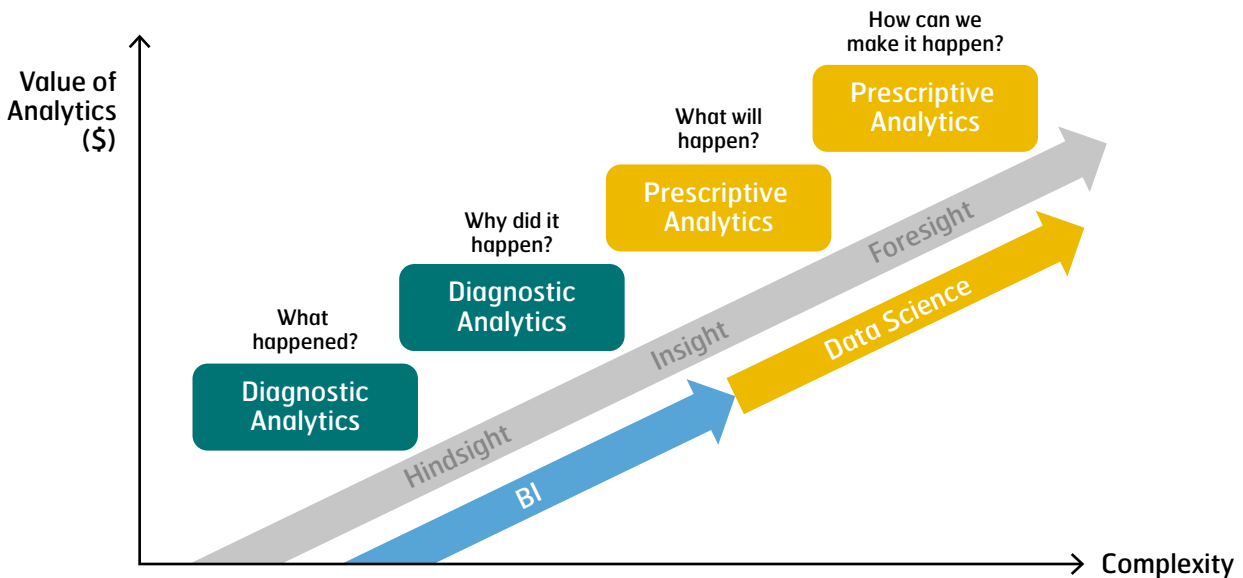 Value of
Analytics
($)
What
happened?
Diagnostic
Analytics
Why did it
happen?
Diagnostic
Analytics
What will
happen?
Prescriptive
Analytics
How can we
make it happen?
Prescriptive
Analytics
Hindsight
Insight
Foresight
BI
Data Science
Complexity